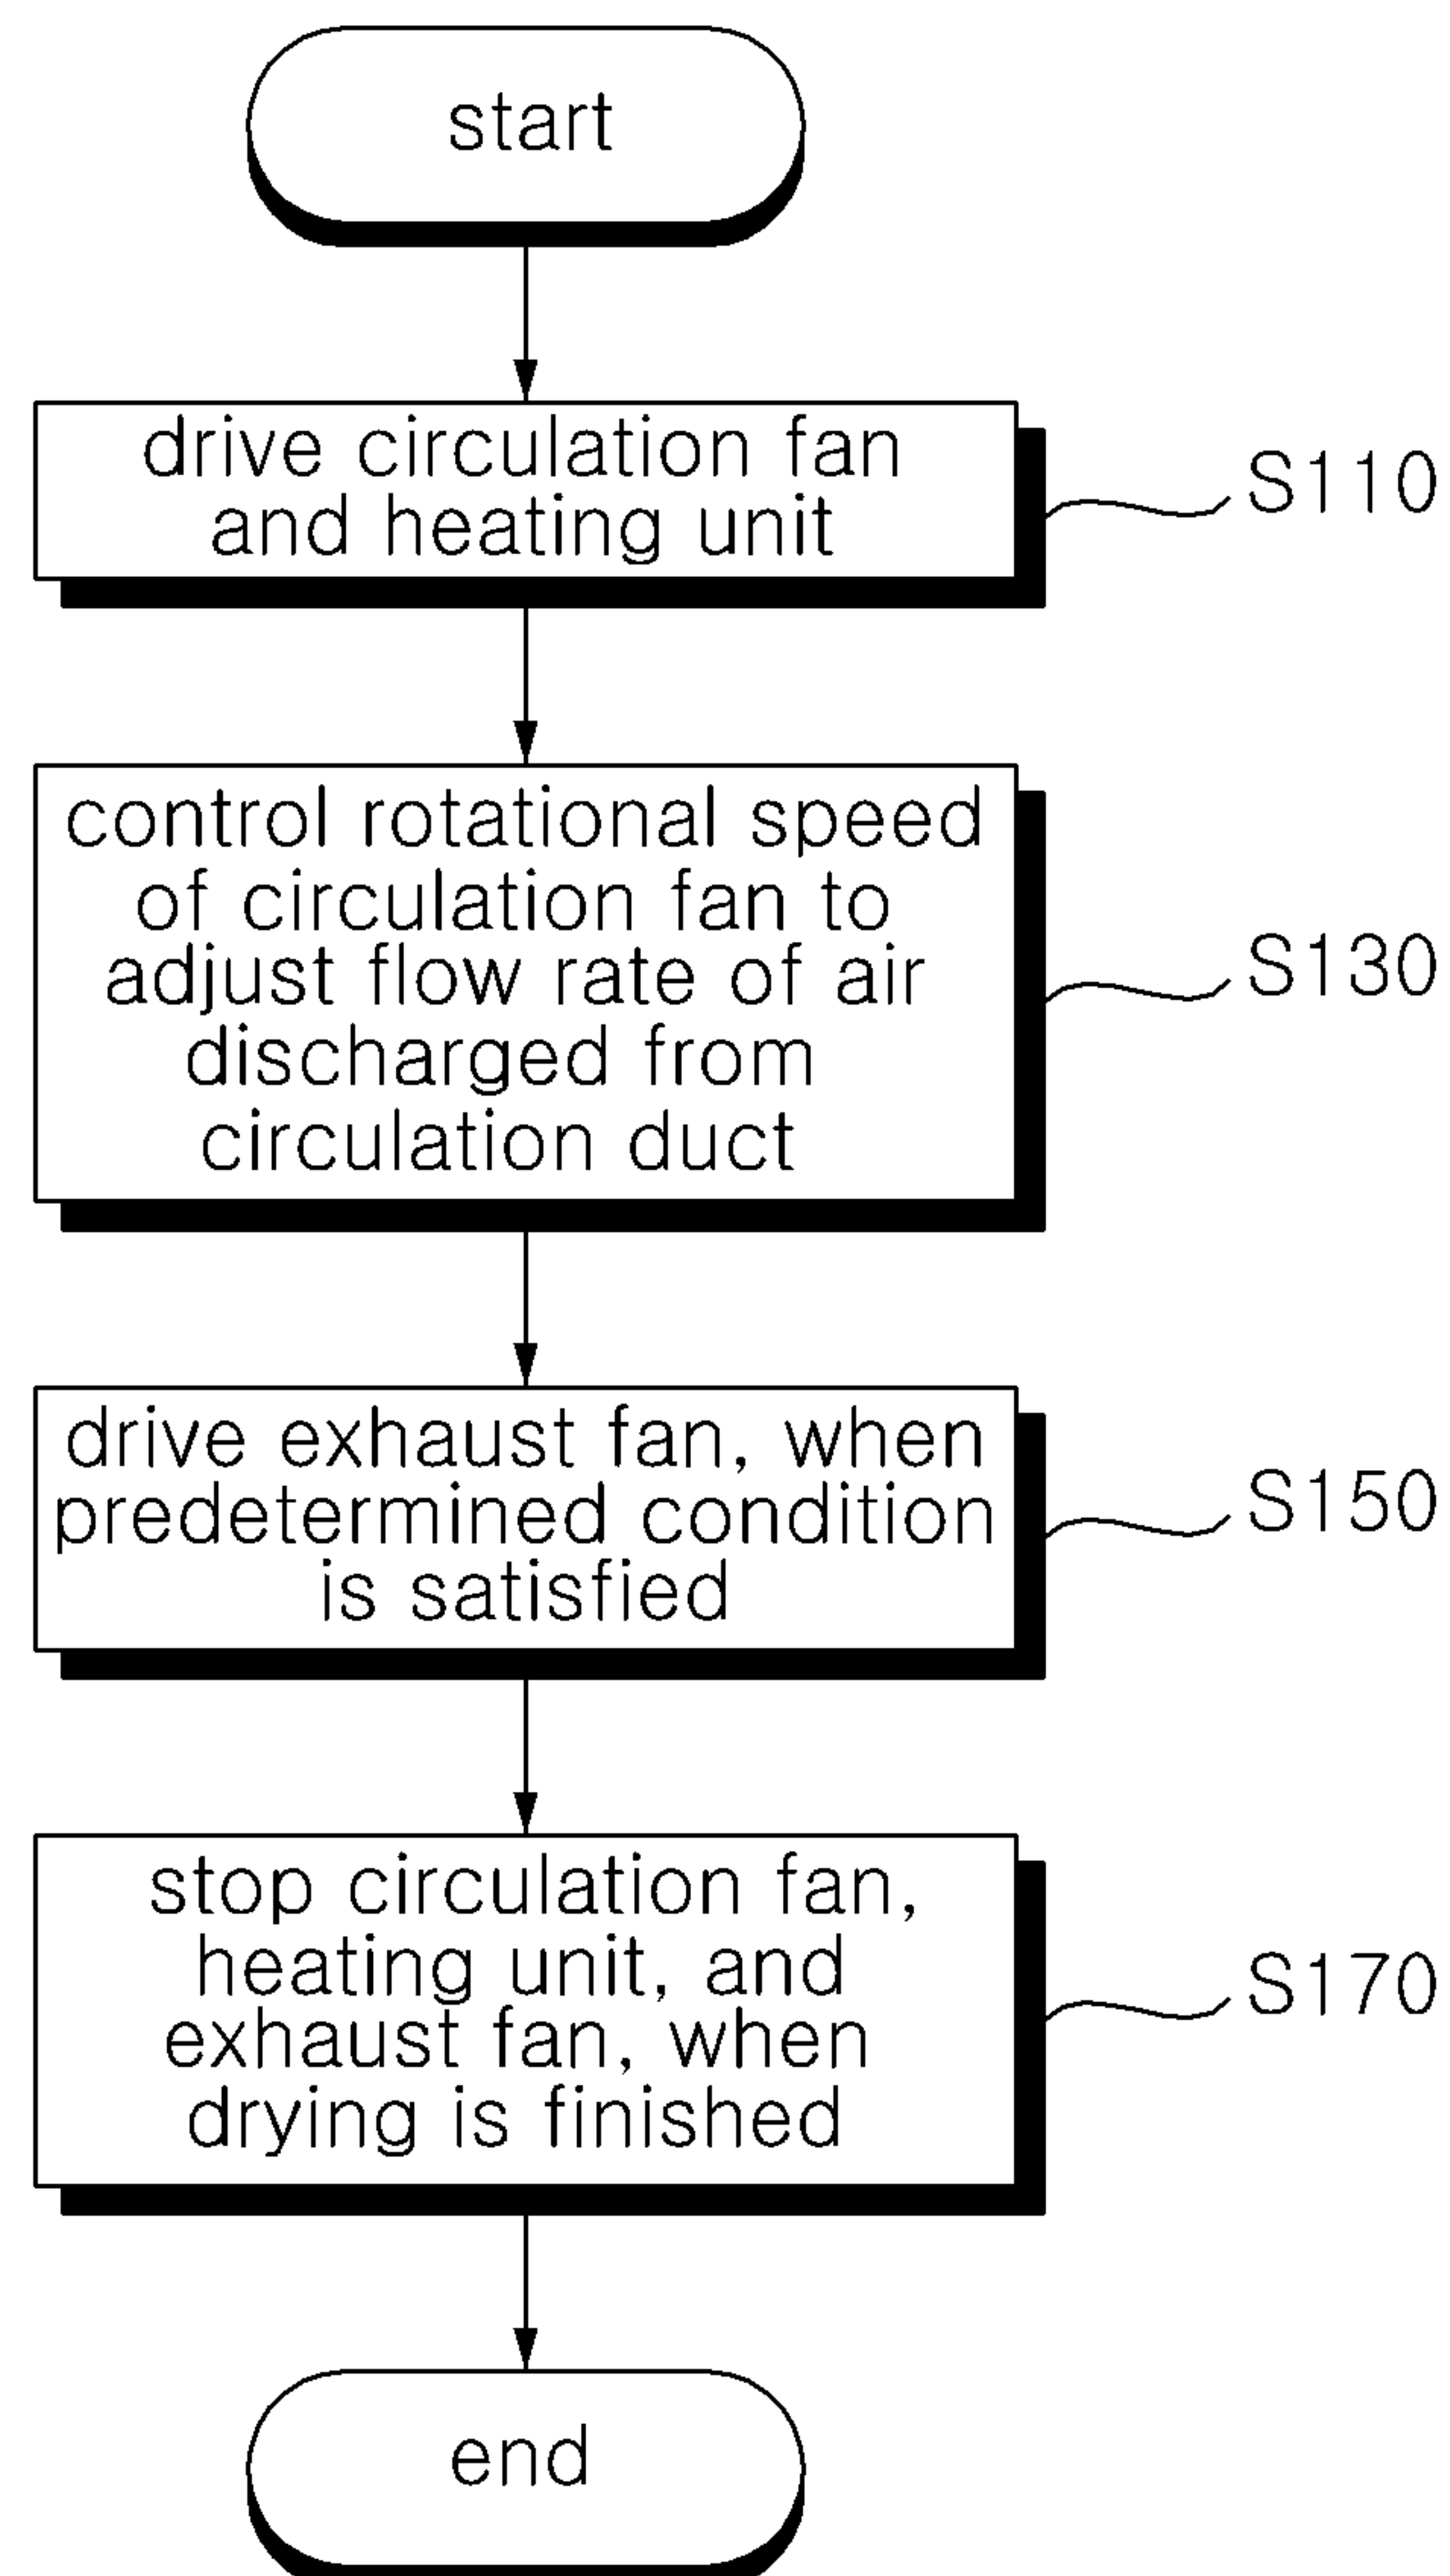 start
drive circulation fan
and heating unit
S110
control rotational speed
of circulation fan to
adjust flow rate of air
discharged from
circulation duct
S130
drive exhaust fan, when
predetermined condition
is satisfied
S150
stop circulation fan,
heating unit, and
exhaust fan, when
drying is finished
S170
end